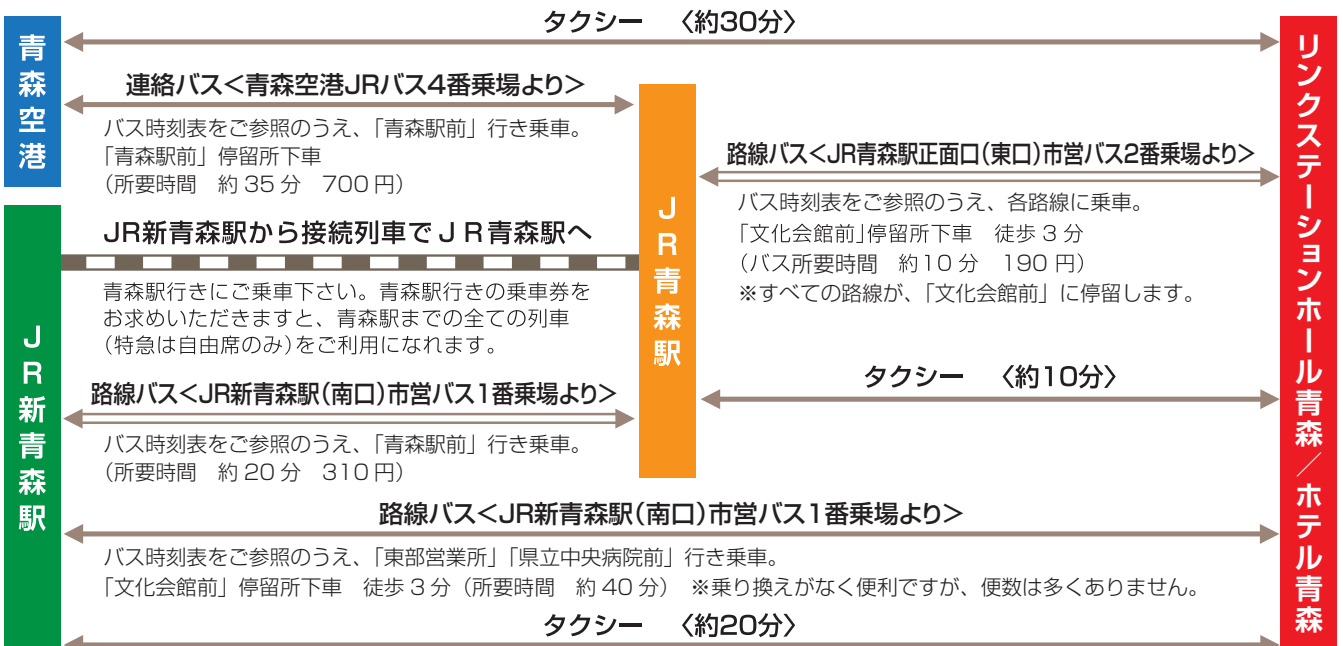 タクシー 〈約30分〉
青森空港
連絡バス＜青森空港JRバス4番乗場より＞
バス時刻表をご参照のうえ、「青森駅前」行き乗車。
「青森駅前」停留所下車
（所要時間 約35分 700円）
JR新青森駅
JR新青森駅から接続列車でJR青森駅へ
青森駅行きにご乗車下さい。青森駅行きの乗車券を
お求めいただきますと、青森駅までの全ての列車
（特急は自由席のみ）をご利用になれます。
路線バス＜JR新青森駅（南口）市営バス1番乗場より＞
バス時刻表をご参照のうえ、「青森駅前」行き乗車。
（所要時間 約20分 310円）
JR青森駅
路線バス＜JR青森駅正面口（東口）市営バス2番乗場より＞
バス時刻表をご参照のうえ、各路線に乗車。
「文化会館前」停留所下車 徒歩3分
（バス所要時間 約10分 190円）
※すべての路線が、「文化会館前」に停留します。
タクシー 〈約10分〉
路線バス＜JR新青森駅（南口）市営バス1番乗場より＞
バス時刻表をご参照のうえ、「東部営業所」「県立中央病院前」行き乗車。
「文化会館前」停留所下車 徒歩3分（所要時間 約40分） ※乗り換えがなく便利ですが、便数は多くありません。
タクシー 〈約20分〉
リンクステーションホール青森／ホテル青森